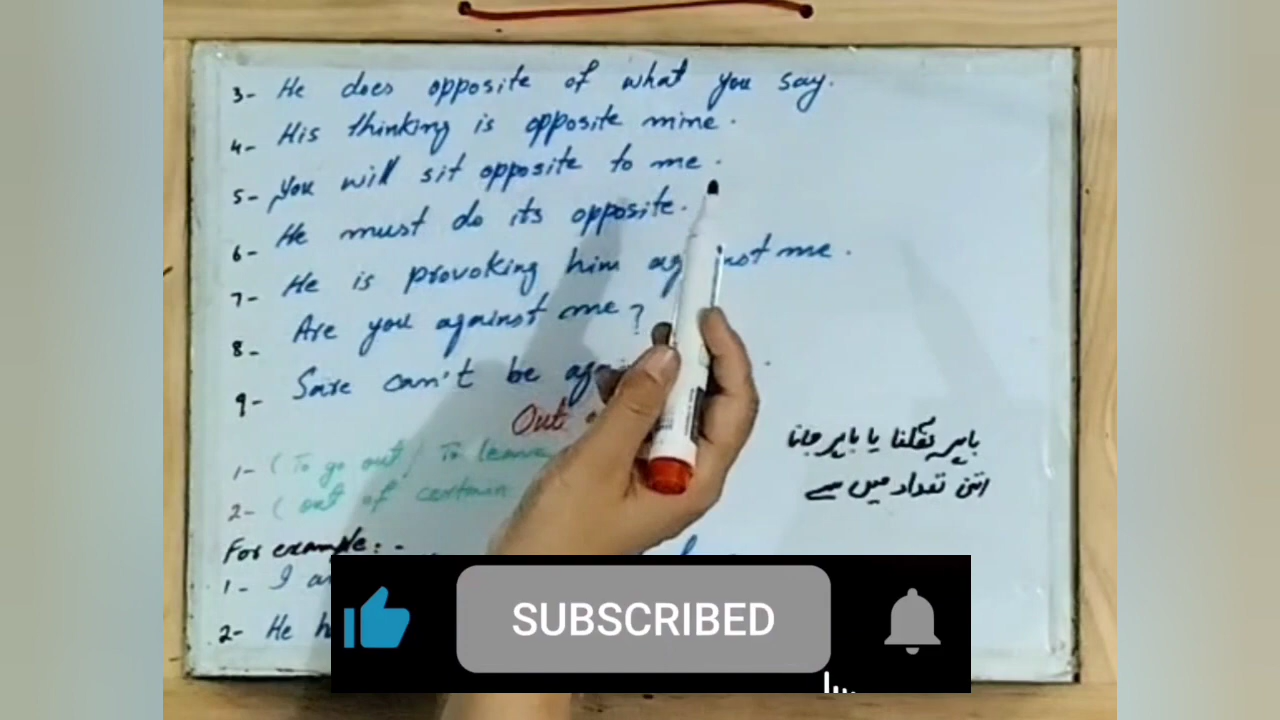 3- He does opposite of what you say.
4- His thinking is opposite mine.
5- You will sit opposite to me.
6- He must do its opposite.
7- He is provoking him against me.
8- Are you against me?
9- Sare can't be
Out
1- (To go out) To leave
باہر نکلنا یا باہر جانا
2- (out of certain
اتنی تعداد میں سے
For example:-
1- I
2- He
SUBSCRIBED